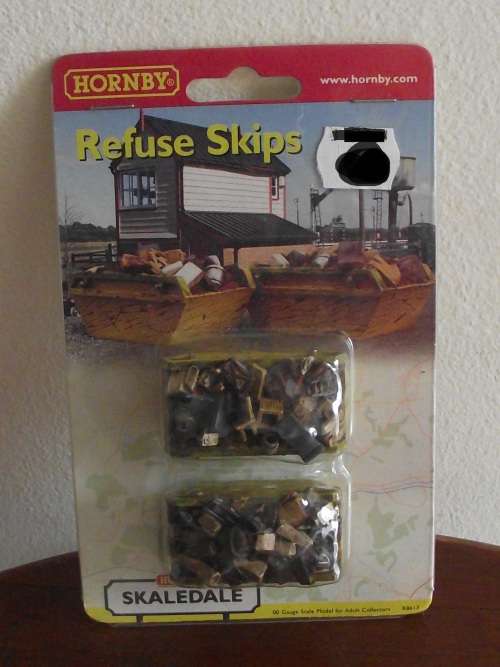 HORNBY®
www.hornby.com
Refuse Skips
SKALEDALE
00 Gauge Scale Model for Adult Collectors